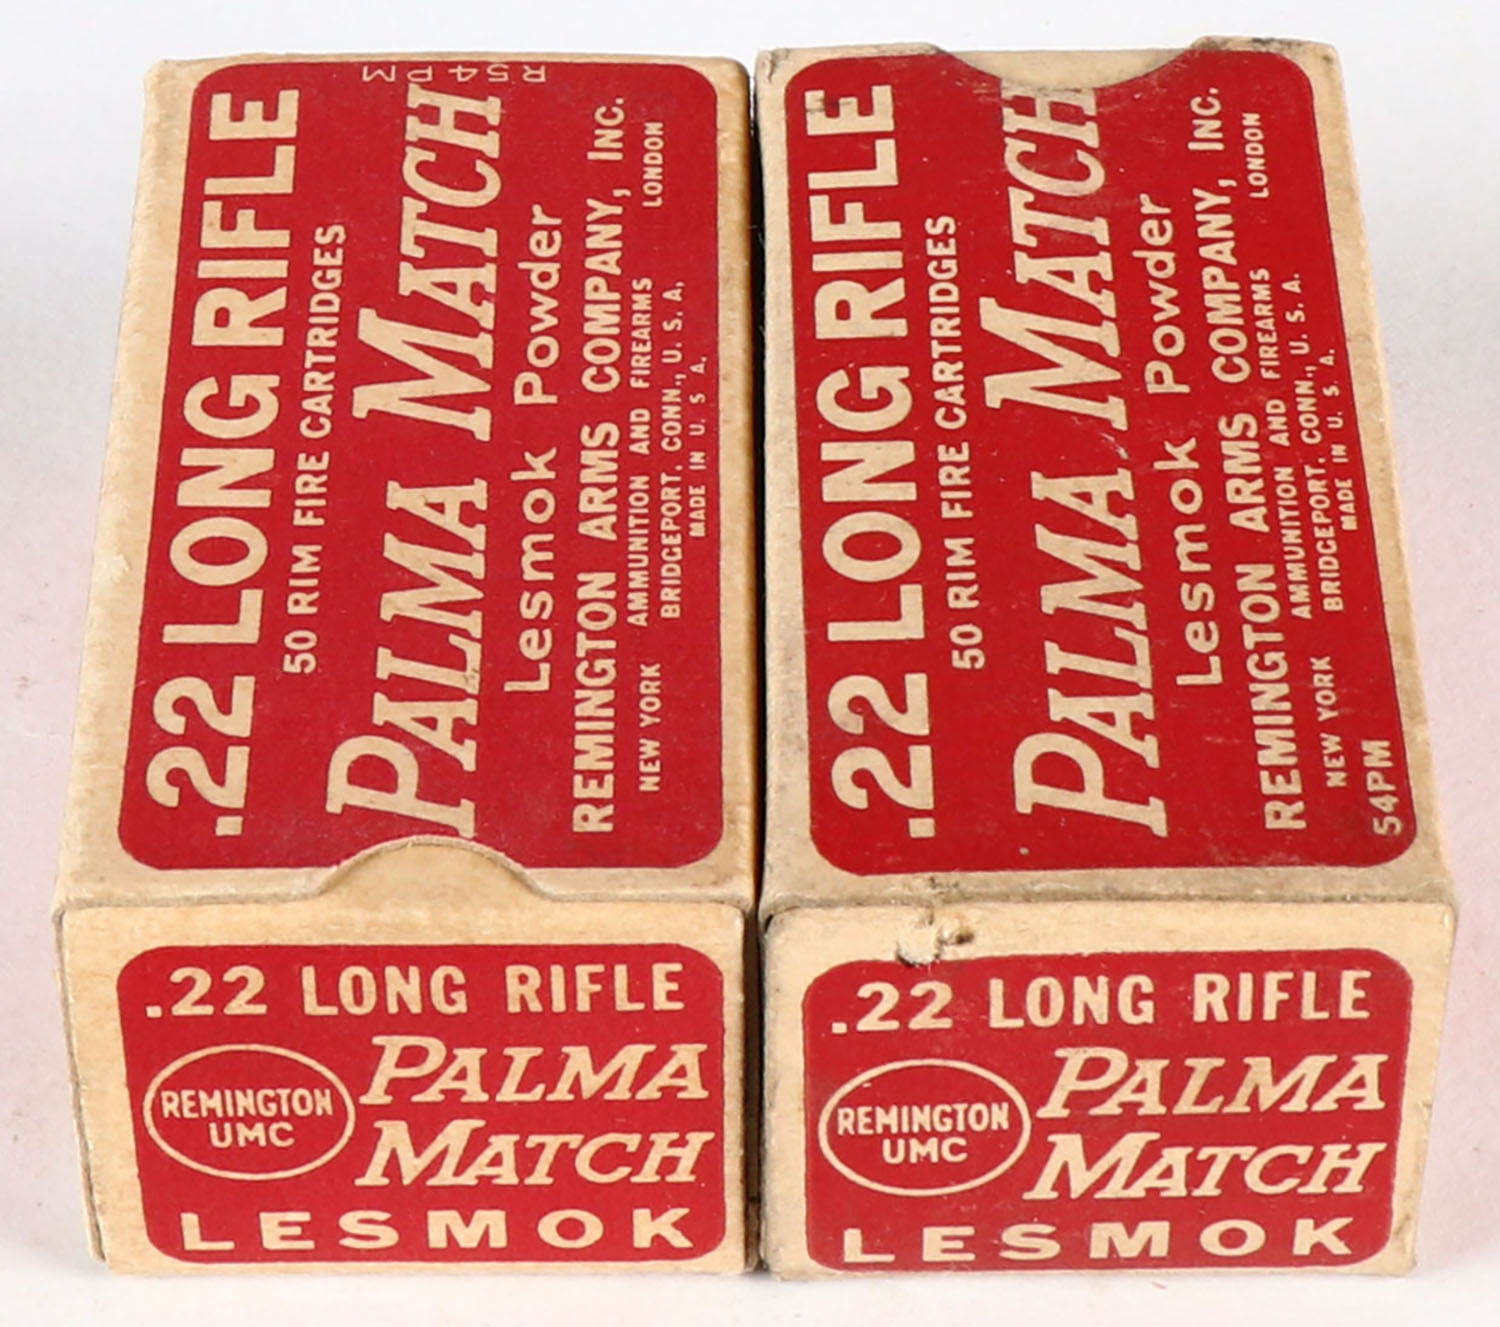 R54PM
.22 LONG RIFLE
50 RIM FIRE CARTRIDGES
PALMA MATCH
Lesmok Powder
REMINGTON ARMS COMPANY, INC.
NEW YORK AMMUNITION AND FIREARMS LONDON
BRIDGEPORT, CONN., U. S. A.
MADE IN U. S. A.
.22 LONG RIFLE
REMINGTON
UMC
PALMA
MATCH
LESMOK
.22 LONG RIFLE
50 RIM FIRE CARTRIDGES
PALMA MATCH
Lesmok Powder
REMINGTON ARMS COMPANY, INC.
NEW YORK AMMUNITION AND FIREARMS LONDON
BRIDGEPORT, CONN., U. S. A.
MADE IN U. S. A.
54PM
.22 LONG RIFLE
REMINGTON
UMC
PALMA
MATCH
LESMOK